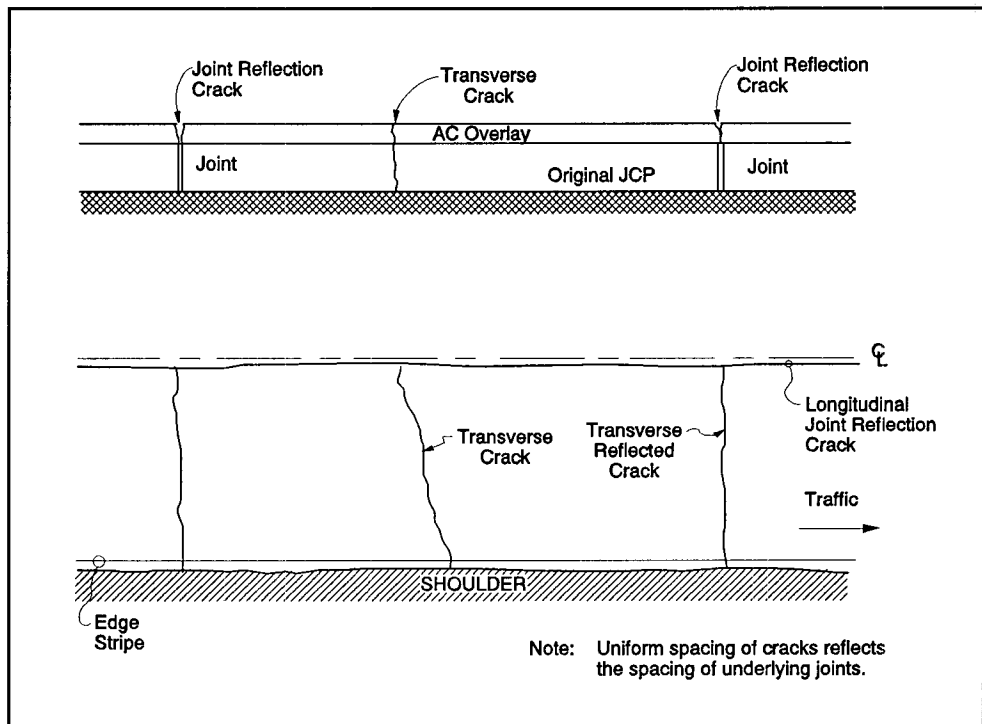 Joint Reflection
Crack
Transverse
Crack
Joint Reflection
Crack
AC Overlay
Joint
Original JCP
Joint
℄
Longitudinal
Joint Reflection
Crack
Transverse
Crack
Transverse
Reflected
Crack
Traffic
SHOULDER
Edge
Stripe
Note: Uniform spacing of cracks reflects
the spacing of underlying joints.